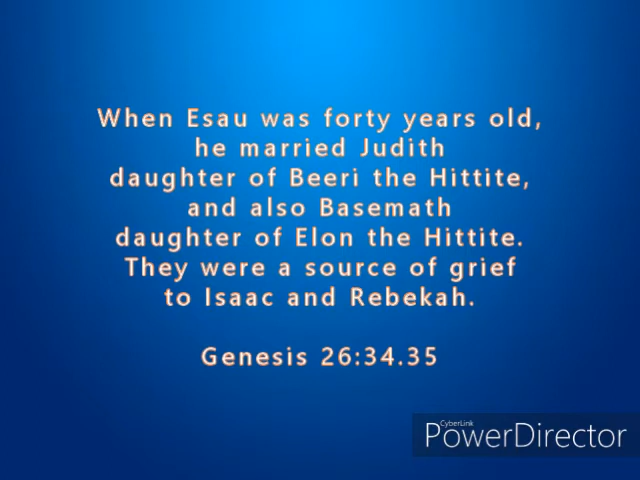 When Esau was forty years old,
he married Judith
daughter of Beeri the Hittite,
and also Basemath
daughter of Elon the Hittite.
They were a source of grief
to Isaac and Rebekah.
Genesis 26:34.35
CyberLink
PowerDirector